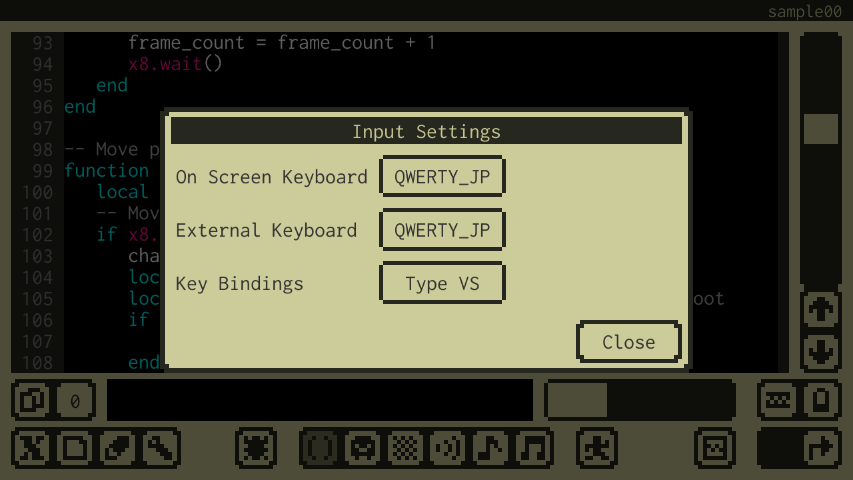 sample00
93 frame_count = frame_count + 1
94 x8.wait()
95 end
96 end
97
98 -- Move p
99 function
100 local
101 -- Mov
102 if x8.
103 cha
104 loc
105 loc oot
106 if
107
108 end
Input Settings
On Screen Keyboard QWERTY_JP
External Keyboard QWERTY_JP
Key Bindings Type VS
Close
0